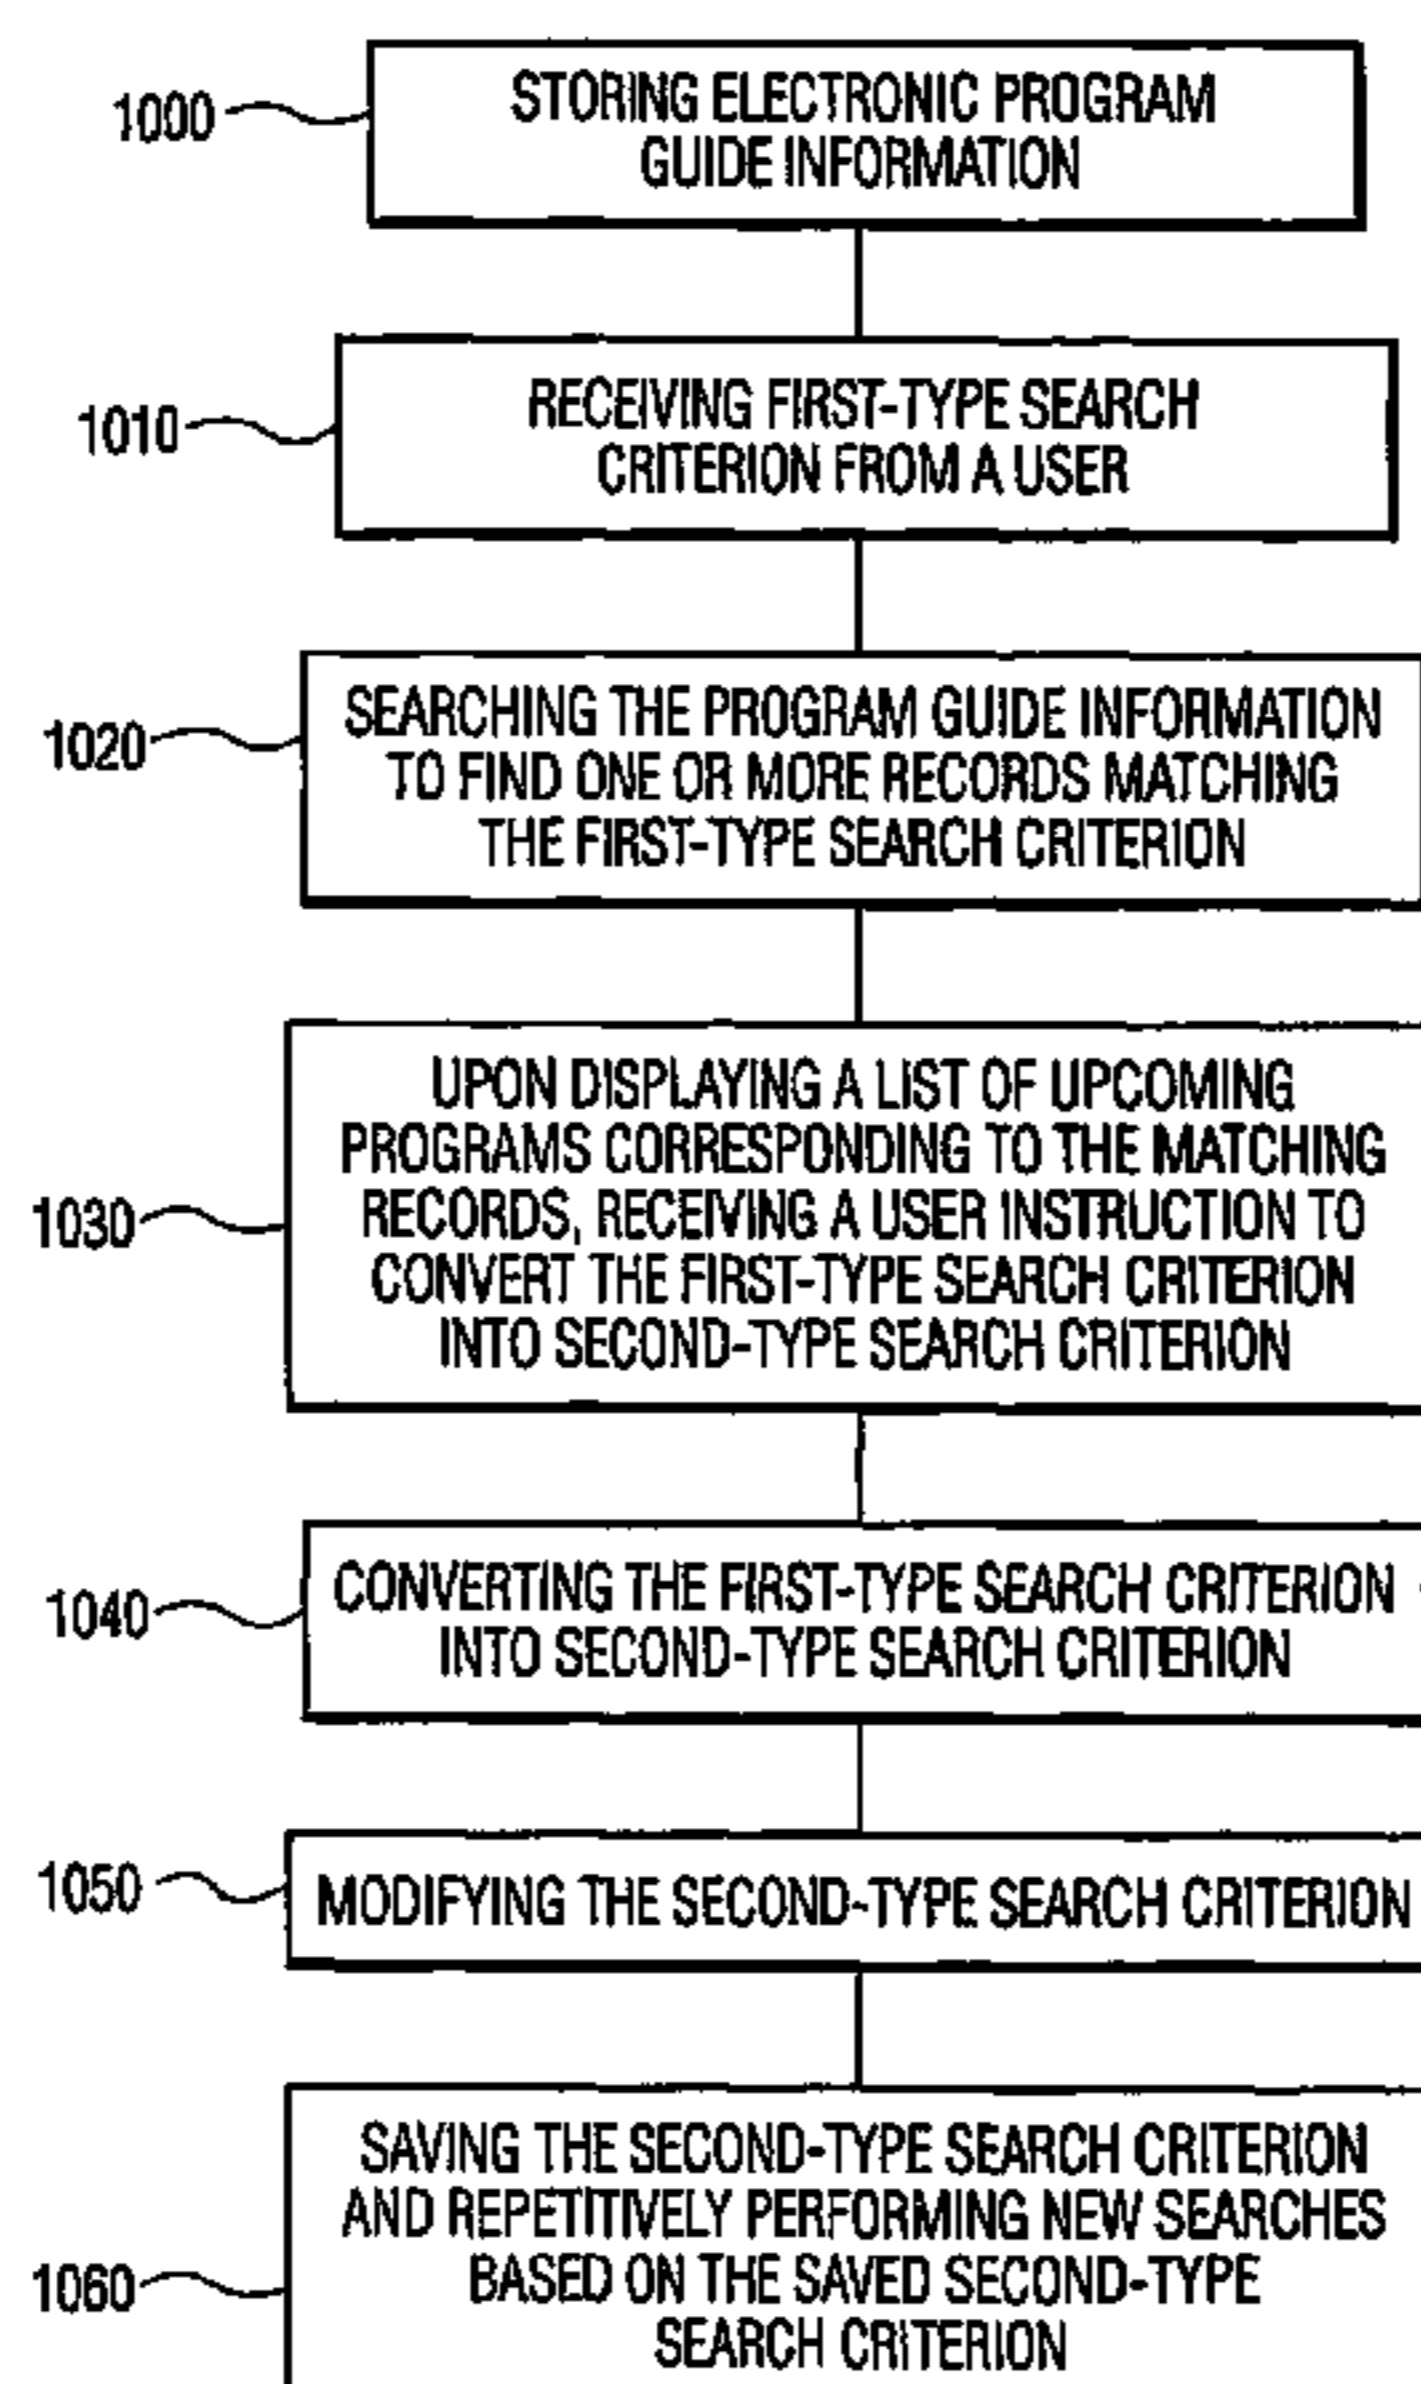 1000
STORING ELECTRONIC PROGRAM
GUIDE INFORMATION
1010
RECEIVING FIRST-TYPE SEARCH
CRITERION FROM A USER
1020
SEARCHING THE PROGRAM GUIDE INFORMATION
TO FIND ONE OR MORE RECORDS MATCHING
THE FIRST-TYPE SEARCH CRITERION
1030
UPON DISPLAYING A LIST OF UPCOMING
PROGRAMS CORRESPONDING TO THE MATCHING
RECORDS, RECEIVING A USER INSTRUCTION TO
CONVERT THE FIRST-TYPE SEARCH CRITERION
INTO SECOND-TYPE SEARCH CRITERION
1040
CONVERTING THE FIRST-TYPE SEARCH CRITERION
INTO SECOND-TYPE SEARCH CRITERION
1050
MODIFYING THE SECOND-TYPE SEARCH CRITERION
1060
SAVING THE SECOND-TYPE SEARCH CRITERION
AND REPETITIVELY PERFORMING NEW SEARCHES
BASED ON THE SAVED SECOND-TYPE
SEARCH CRITERION